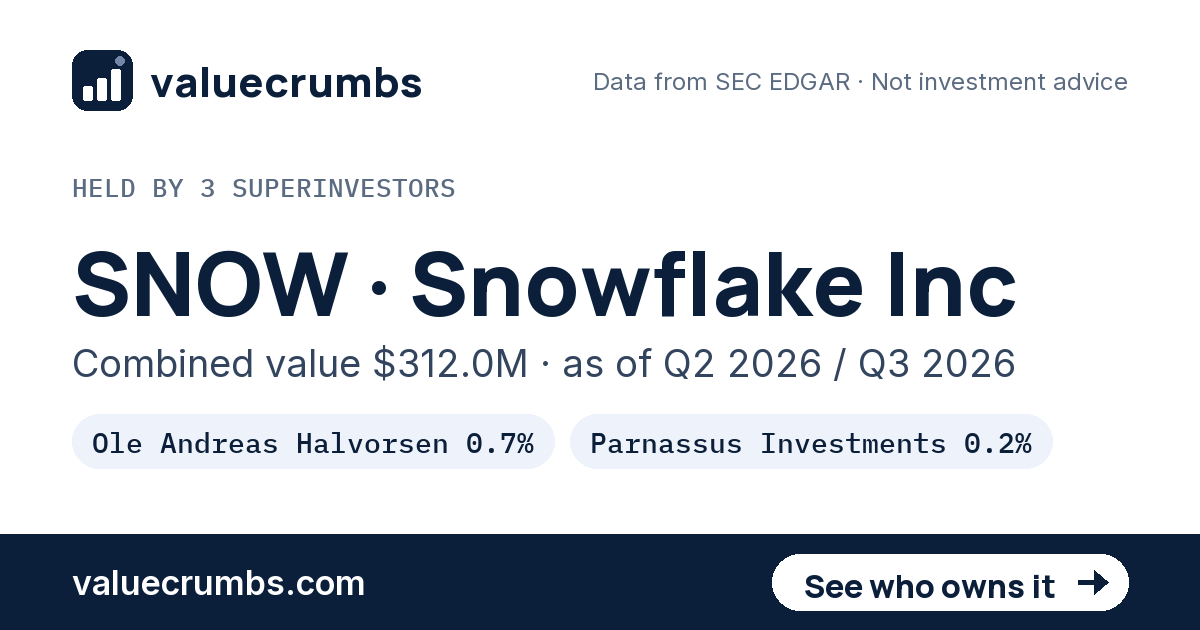 valuecrumbs
Data from SEC EDGAR · Not investment advice
HELD BY 3 SUPERINVESTORS
SNOW · Snowflake Inc
Combined value $312.0M · as of Q2 2026 / Q3 2026
Ole Andreas Halvorsen 0.7%
Parnassus Investments 0.2%
valuecrumbs.com
See who owns it →